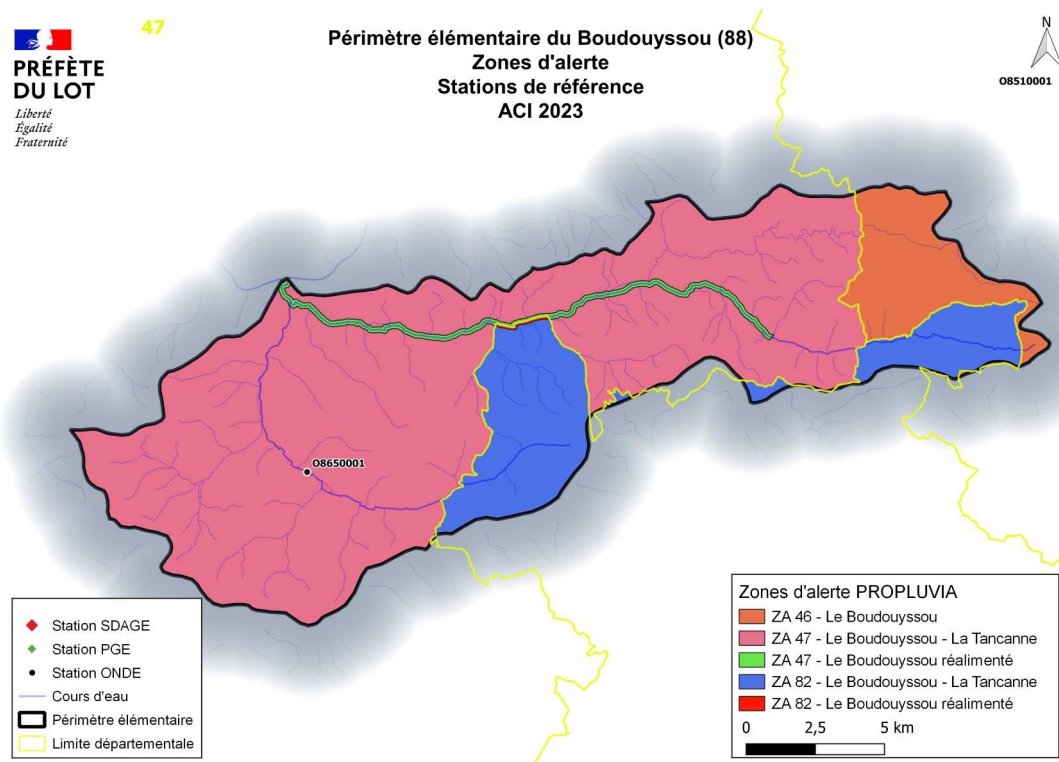 47
PRÉFÈTE
DU LOT
Liberté
Égalité
Fraternité
Périmètre élémentaire du Boudouyssou (88)
Zones d'alerte
Stations de référence
ACI 2023
N
O8510001
O8650001
Station SDAGE
Station PGE
Station ONDE
Cours d'eau
Périmètre élémentaire
Limite départementale
Zones d'alerte PROPLUVIA
ZA 46 - Le Boudouyssou
ZA 47 - Le Boudouyssou - La Tancanne
ZA 47 - Le Boudouyssou réalimenté
ZA 82 - Le Boudouyssou - La Tancanne
ZA 82 - Le Boudouyssou réalimenté
0 2,5 5 km